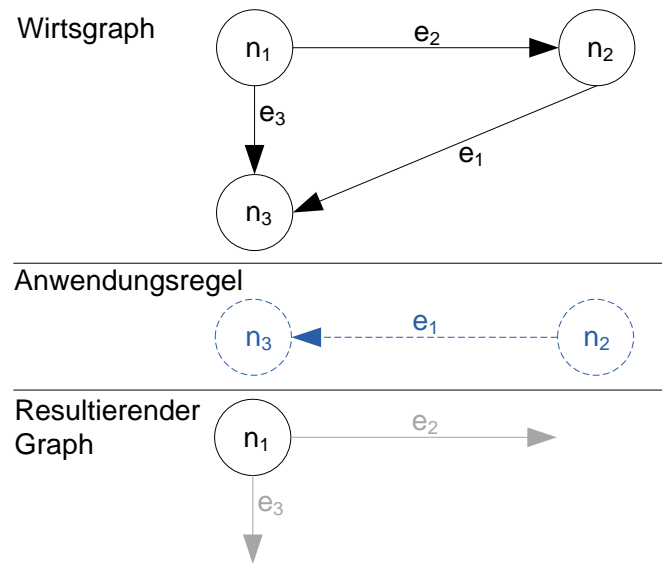 Wirtsgraph
n₁
e₂
n₂
e₃
e₁
n₃
Anwendungsregel
n₃
e₁
n₂
Resultierender
Graph
n₁
e₂
e₃